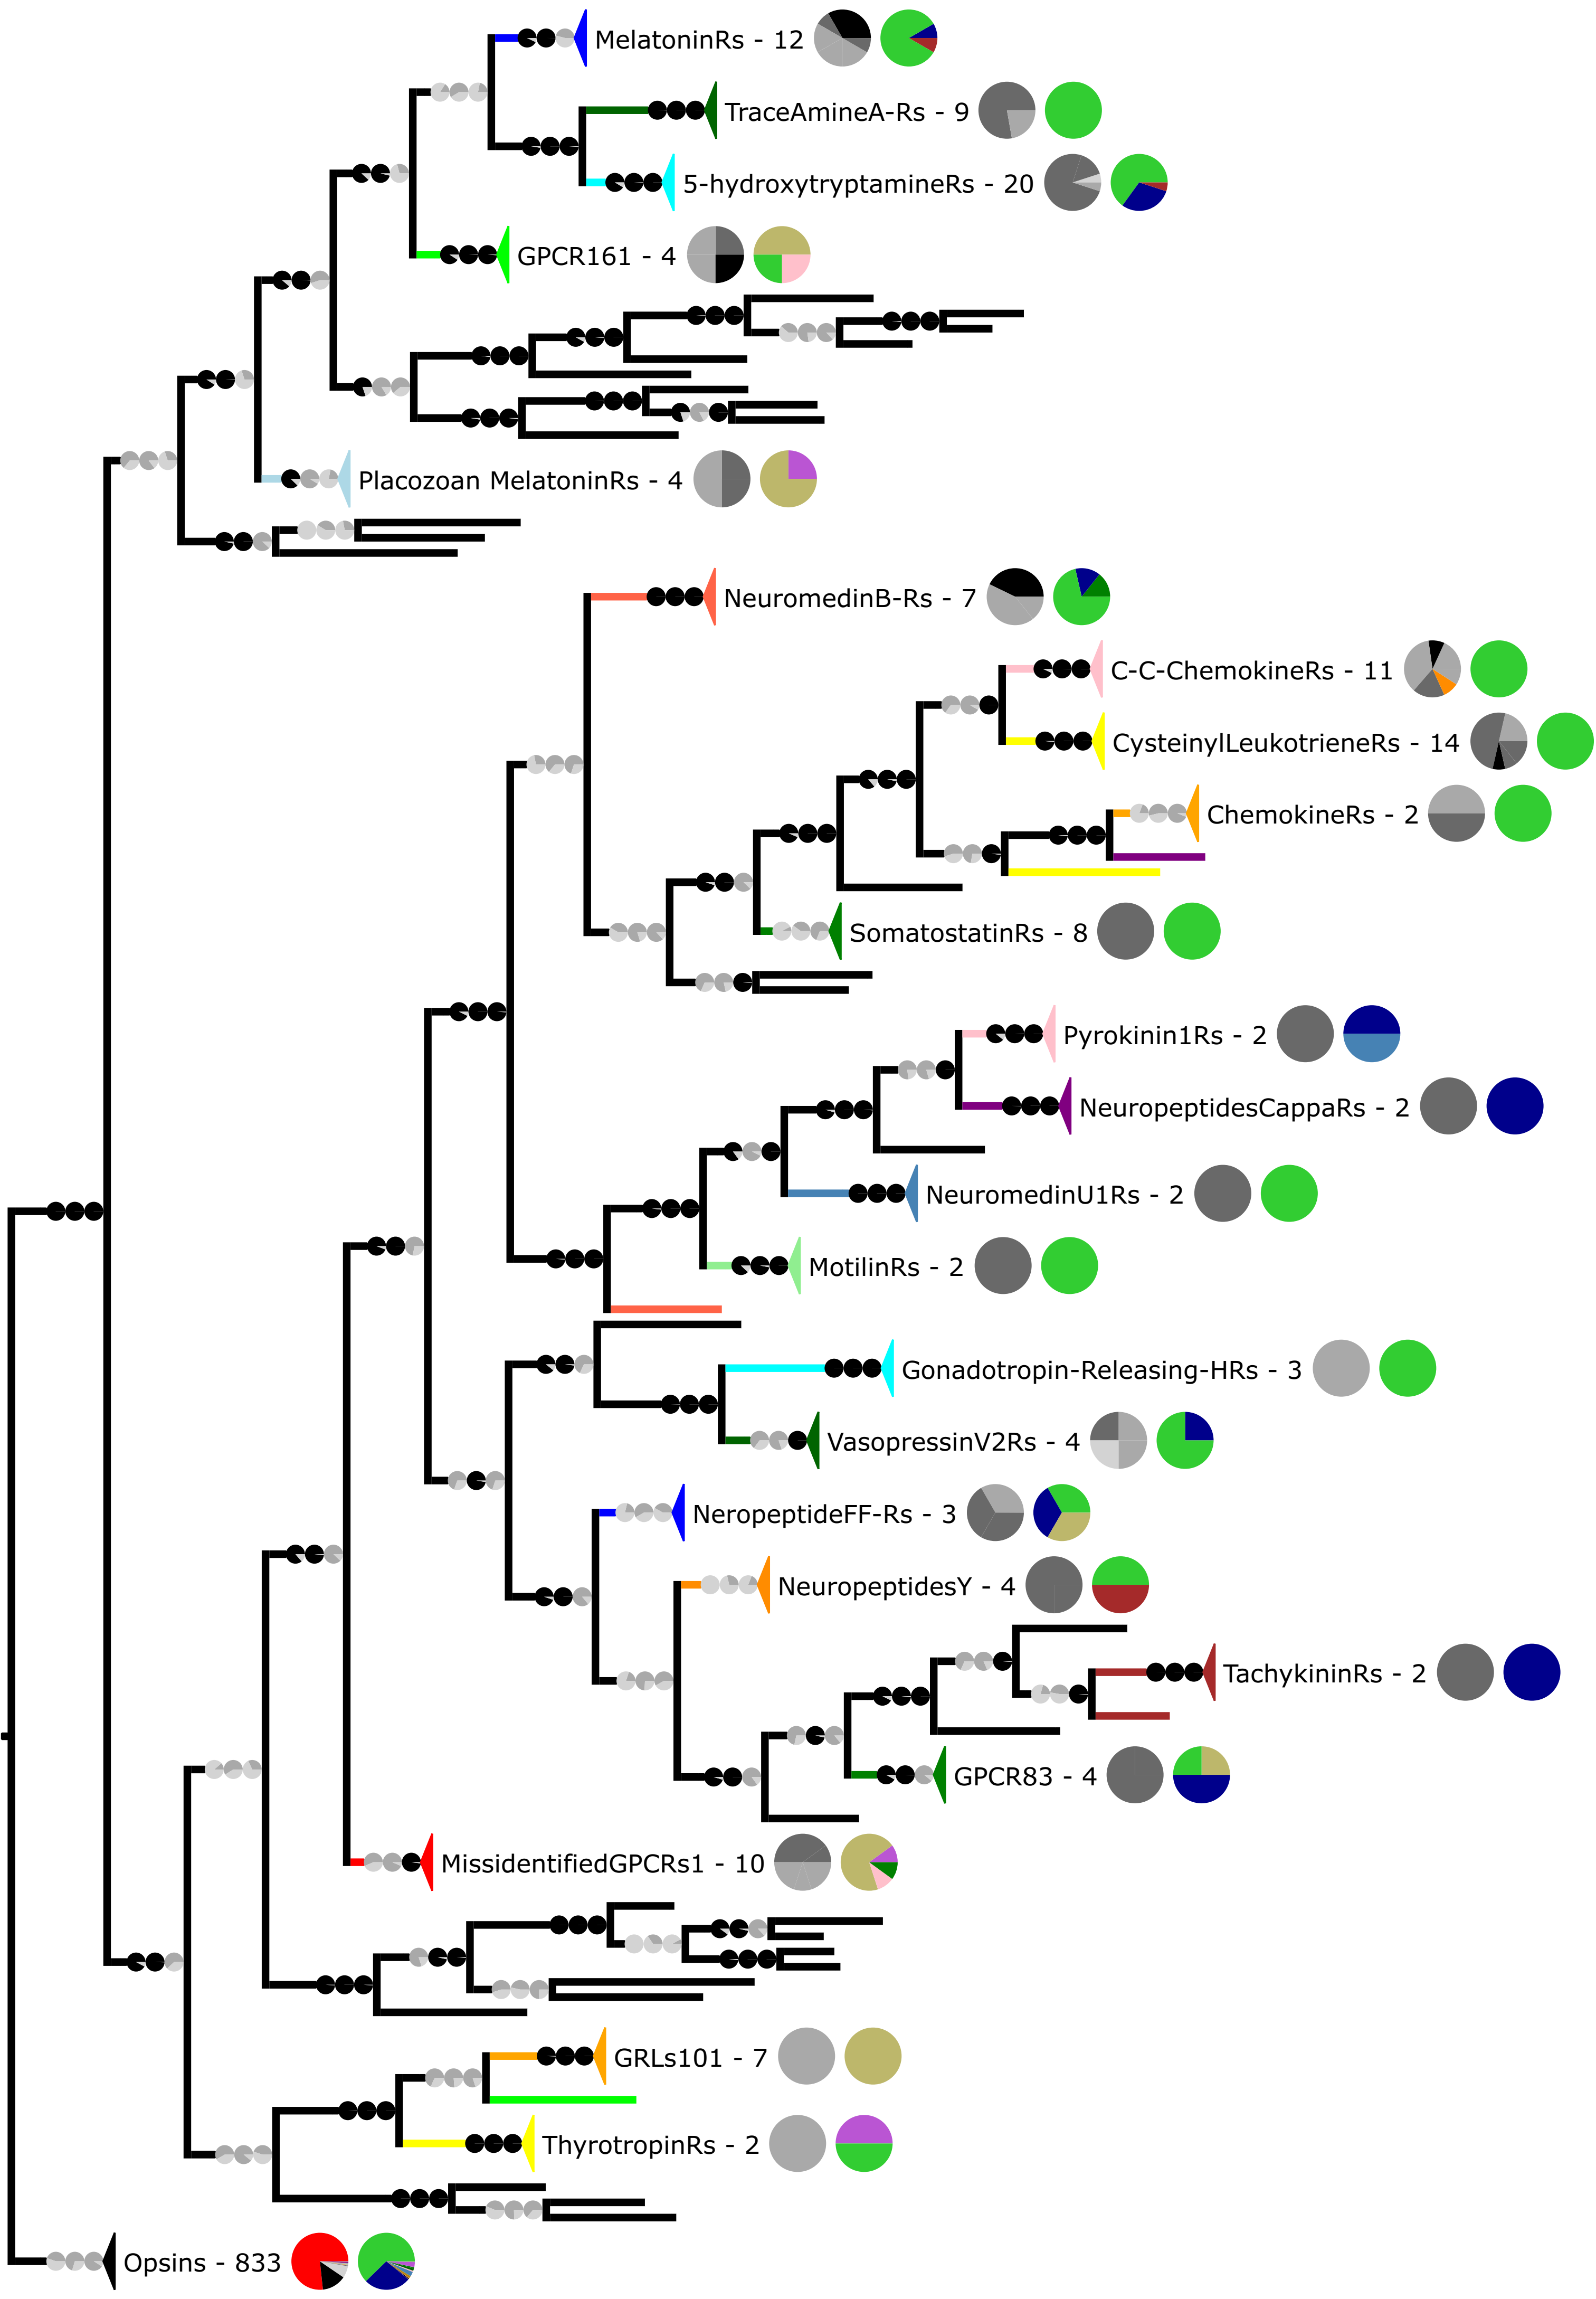 MelatoninRs - 12
TraceAmineA-Rs - 9
5-hydroxytryptamineRs - 20
GPCR161 - 4
Placozoan MelatoninRs - 4
NeuromedinB-Rs - 7
C-C-ChemokineRs - 11
CysteinylLeukotrieneRs - 14
ChemokineRs - 2
SomatostatinRs - 8
Pyrokinin1Rs - 2
NeuropeptidesCappaRs - 2
NeuromedinU1Rs - 2
MotilinRs - 2
Gonadotropin-Releasing-HRs - 3
VasopressinV2Rs - 4
NeropeptideFF-Rs - 3
NeuropeptidesY - 4
TachykininRs - 2
GPCR83 - 4
MissidentifiedGPCRs1 - 10
GRLs101 - 7
ThyrotropinRs - 2
Opsins - 833